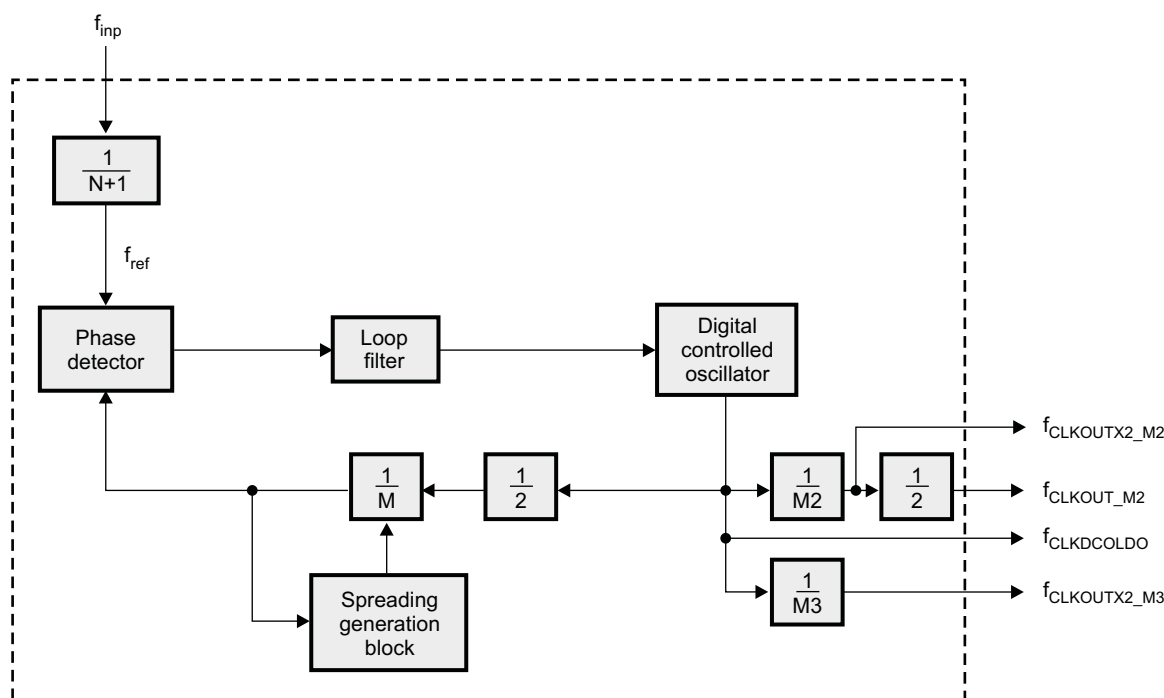 f_inp
1
N+1
f_ref
Phase
detector
Loop
filter
Digital
controlled
oscillator
f_CLKOUTX2_M2
1
M
1
2
1
M2
1
2
f_CLKOUT_M2
f_CLKDCOLDO
Spreading
generation
block
1
M3
f_CLKOUTX2_M3